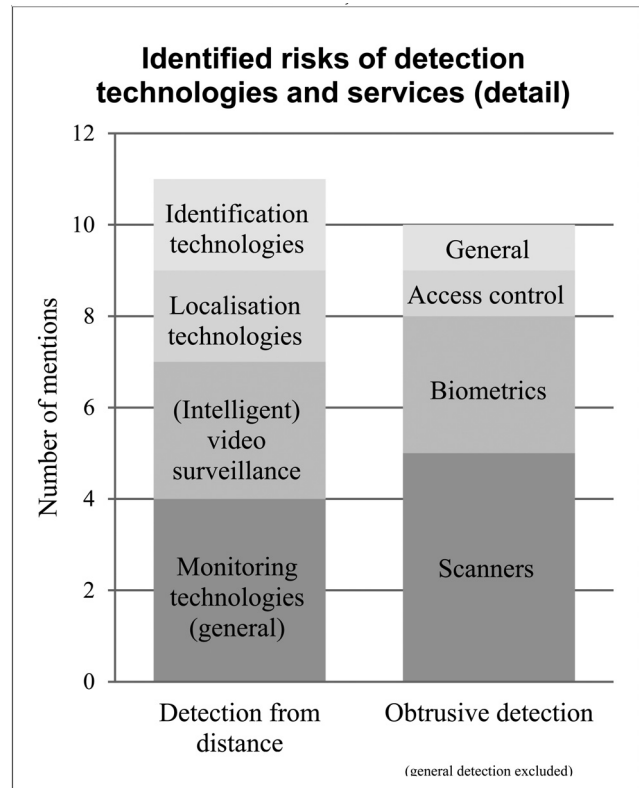 Identified risks of detection
technologies and services (detail)
12
10
8
6
4
2
0
Number of mentions
Identification
technologies
Localisation
technologies
(Intelligent)
video
surveillance
Monitoring
technologies
(general)
General
Access control
Biometrics
Scanners
Detection from
distance
Obtrusive detection
(general detection excluded)